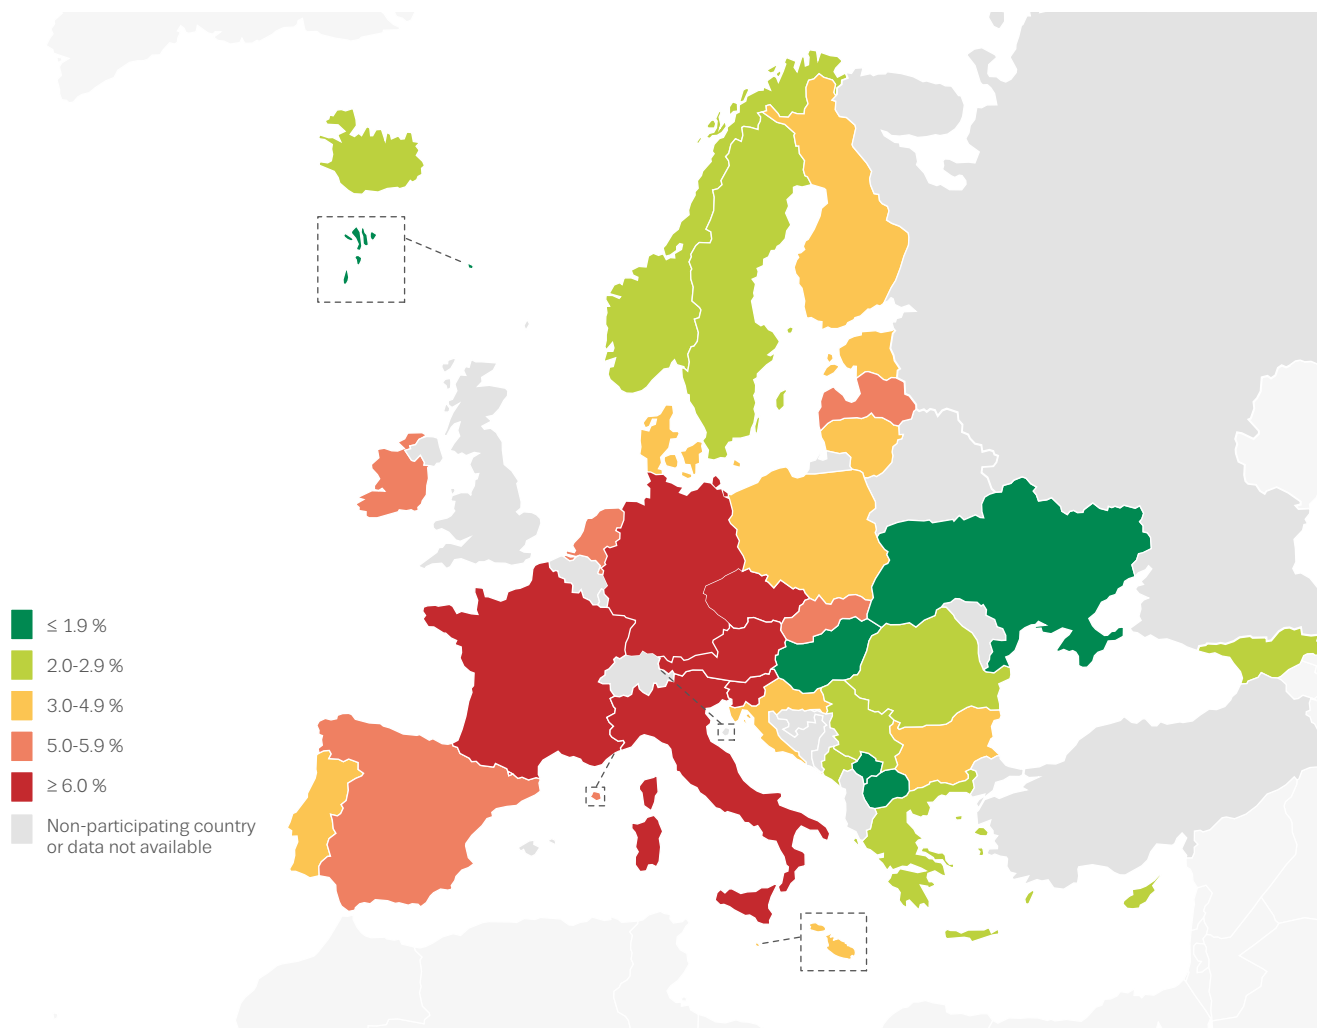 ≤ 1.9 %
2.0-2.9 %
3.0-4.9 %
5.0-5.9 %
≥ 6.0 %
Non-participating country
or data not available